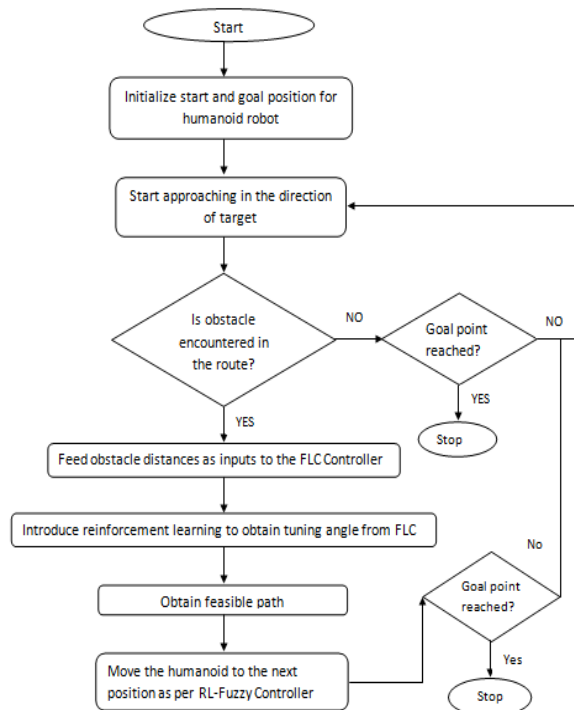 Start
Initialize start and goal position for
humanoid robot
Start approaching in the direction
of target
Is obstacle
encountered in
the route?
NO
Goal point
reached?
NO
YES
Stop
YES
Feed obstacle distances as inputs to the FLC Controller
Introduce reinforcement learning to obtain tuning angle from FLC
No
Obtain feasible path
Goal point
reached?
Move the humanoid to the next
position as per RL-Fuzzy Controller
Yes
Stop